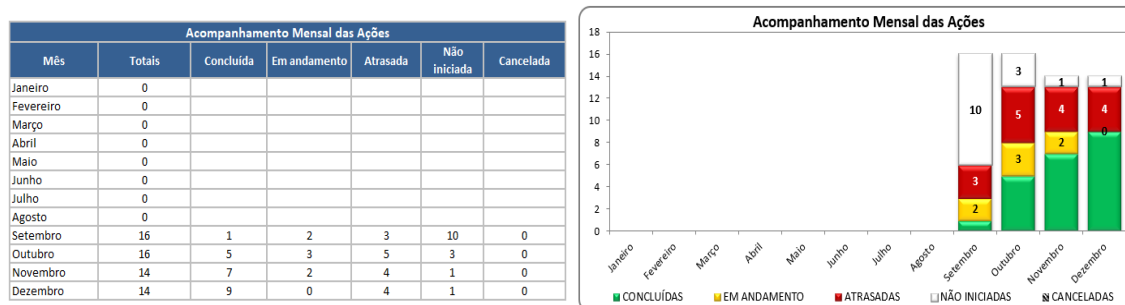 Acompanhamento Mensal das Ações
Mês Totais Concluída Em andamento Atrasada Não iniciada Cancelada
Janeiro 0
Fevereiro 0
Março 0
Abril 0
Maio 0
Junho 0
Julho 0
Agosto 0
Setembro 16 1 2 3 10 0
Outubro 16 5 3 5 3 0
Novembro 14 7 2 4 1 0
Dezembro 14 9 0 4 1 0
Acompanhamento Mensal das Ações
18
16
14
12
10
8
6
4
2
0
10
3
2
3
5
3
1
4
2
1
4
0
Janeiro
Fevereiro
Março
Abril
Maio
Junho
Julho
Agosto
Setembro
Outubro
Novembro
Dezembro
CONCLUÍDAS EM ANDAMENTO ATRASADAS NÃO INICIADAS CANCELADAS